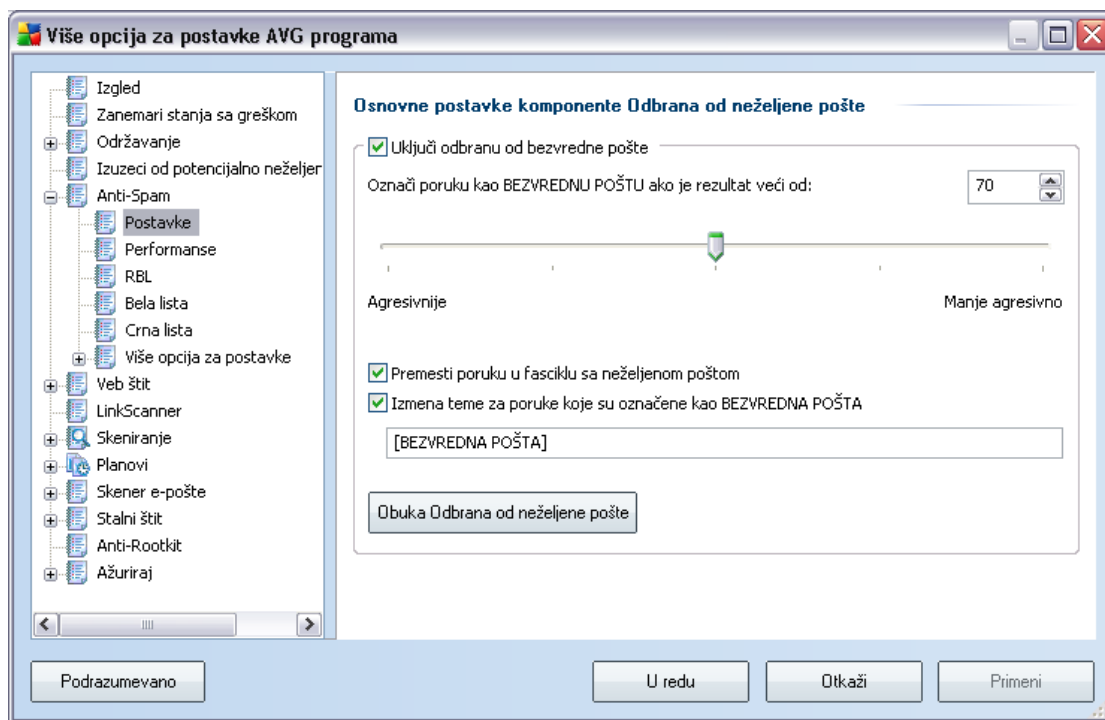 Više opcija za postavke AVG programa
Izgled
Zanemari stanja sa greškom
Održavanje
Izuzeci od potencijalno neželjer
Anti-Spam
Postavke
Performanse
RBL
Bela lista
Crna lista
Više opcija za postavke
Veb štit
LinkScanner
Skeniranje
Planovi
Skener e-pošte
Stalni štit
Anti-Rootkit
Ažuriraj
Osnovne postavke komponente Odbrana od neželjene pošte
Uključi odbranu od bezvredne pošte
Označi poruku kao BEZVREDNU POŠTU ako je rezultat veći od:
70
Agresivnije
Manje agresivno
Premesti poruku u fasciklu sa neželjenom poštom
Izmena teme za poruke koje su označene kao BEZVREDNA POŠTA
[BEZVREDNA POŠTA]
Obuka Odbrana od neželjene pošte
Podrazumevano
U redu
Otkaži
Primeni